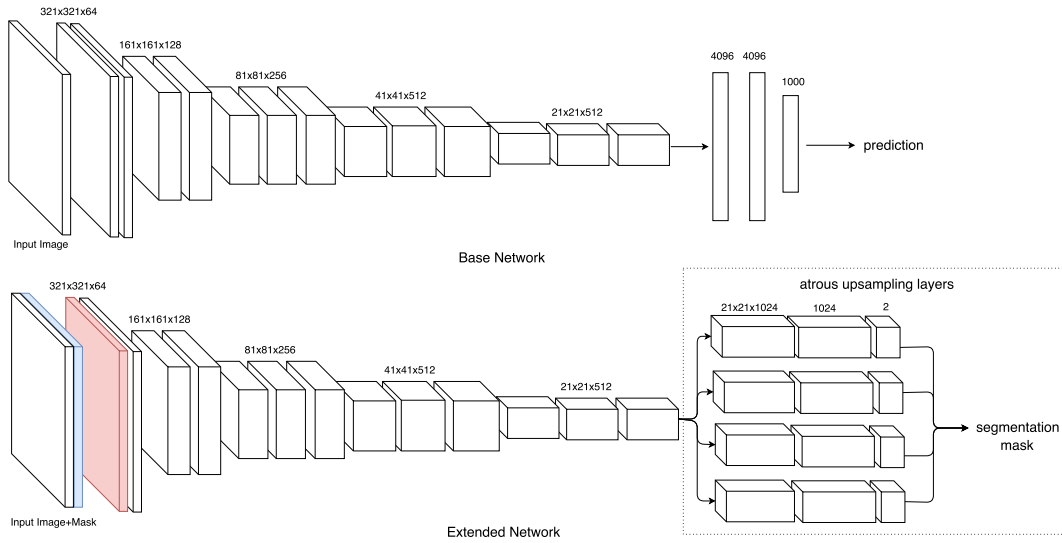 321x321x64
161x161x128
81x81x256
41x41x512
21x21x512
4096 4096
1000
prediction
Input Image
Base Network
321x321x64
161x161x128
81x81x256
41x41x512
21x21x512
atrous upsampling layers
21x21x1024 1024 2
segmentation
mask
Input Image+Mask
Extended Network